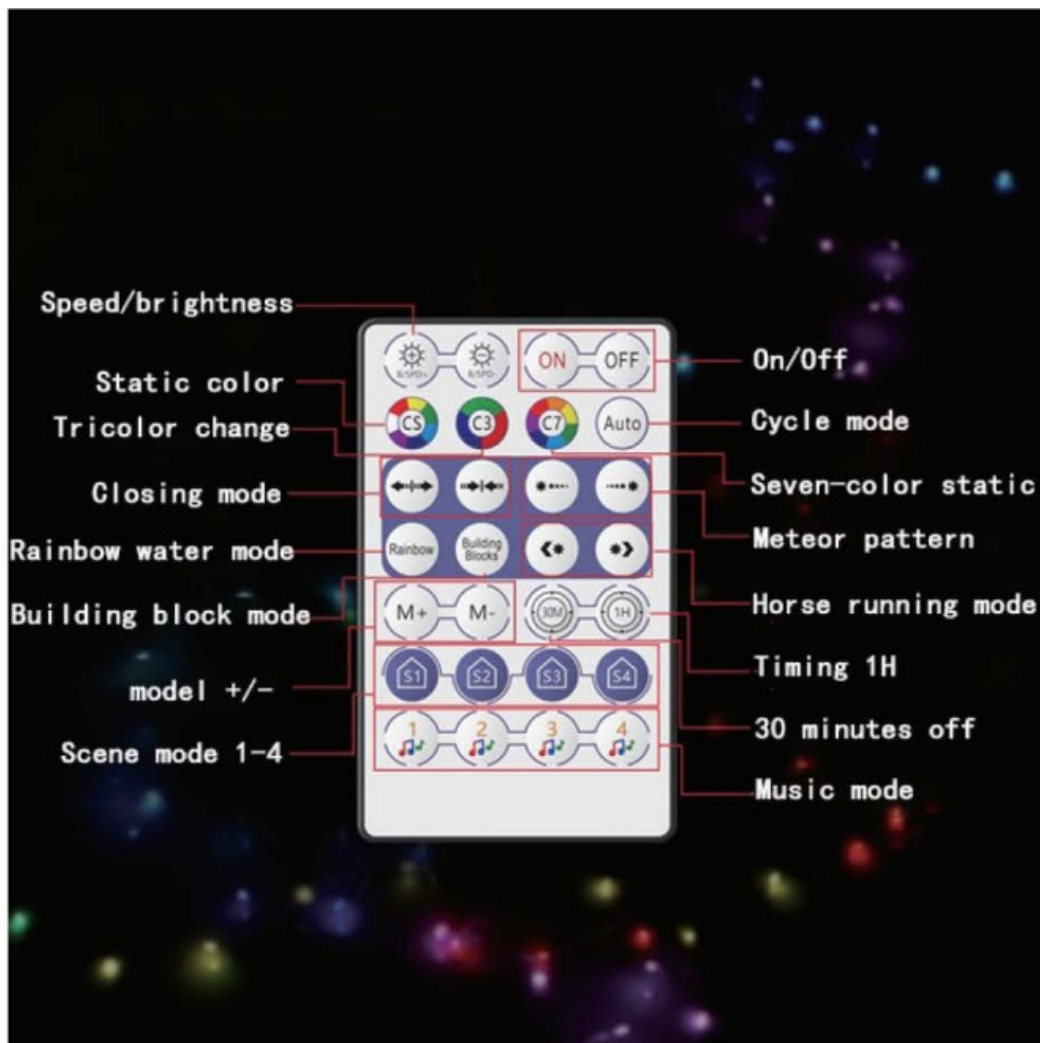 Speed/brightness
Static color
Tricolor change
Closing mode
Rainbow water mode
Building block mode
model +/-
Scene mode 1-4
B/SPD+
B/SPD-
ON
OFF
CS
C3
C7
Auto
Rainbow
Building
Blocks
M+
M-
30M
1H
S1
S2
S3
S4
1
2
3
4
On/Off
Cycle mode
Seven-color static
Meteor pattern
Horse running mode
Timing 1H
30 minutes off
Music mode